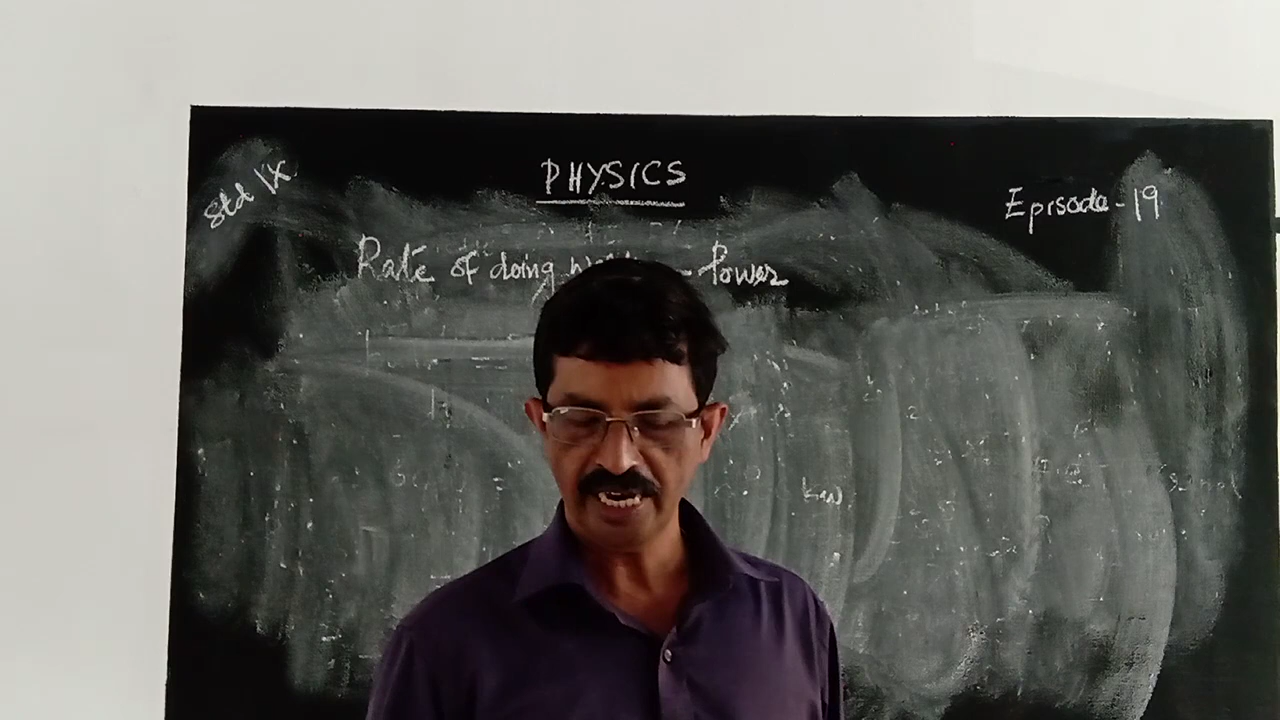 PHYSICS
Std IX
Episode-19
Rate of doing - Power